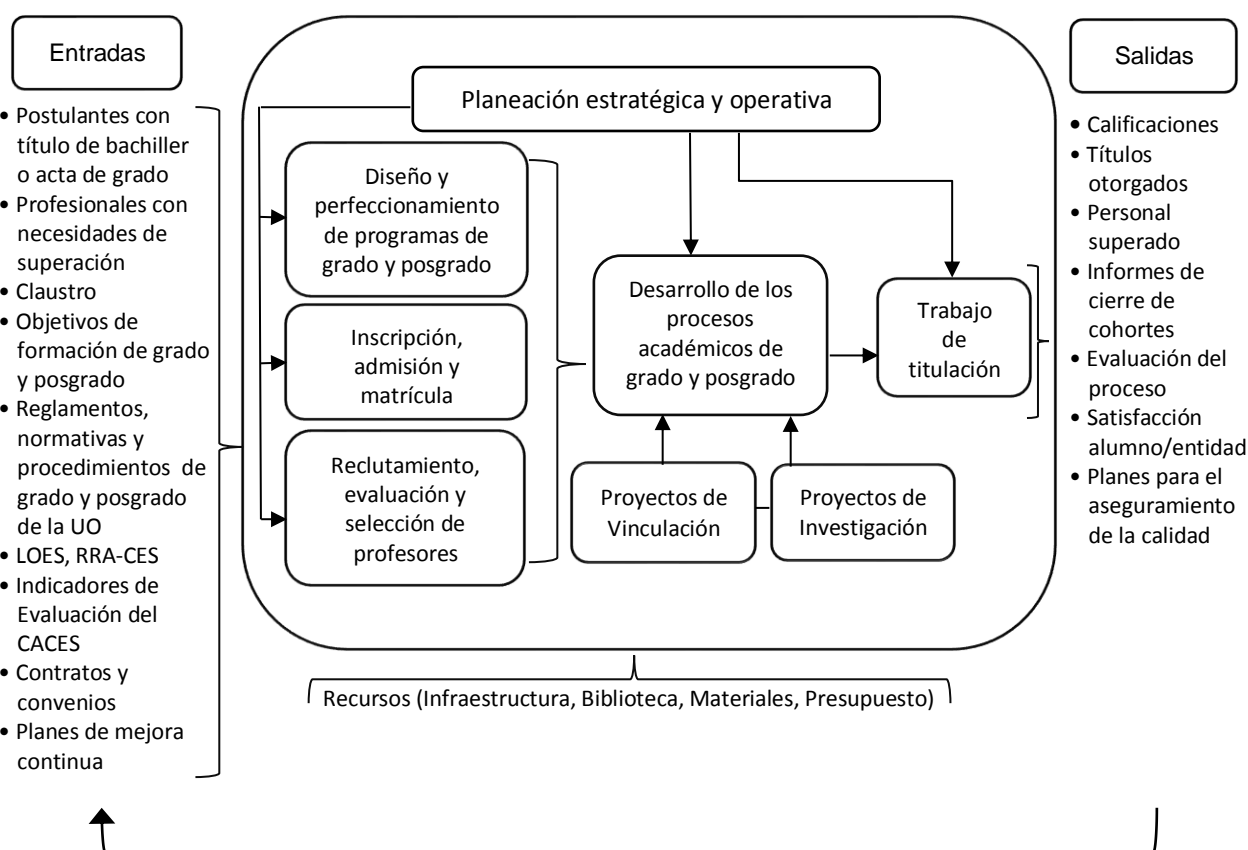 Entradas
• Postulantes con
título de bachiller
o acta de grado
• Profesionales con
necesidades de
superación
• Claustro
• Objetivos de
formación de grado
y posgrado
• Reglamentos,
normativas y
procedimientos de
grado y posgrado
de la UO
• LOES, RRA-CES
• Indicadores de
Evaluación del
CACES
• Contratos y
convenios
• Planes de mejora
continua
Planeación estratégica y operativa
Diseño y
perfeccionamiento
de programas de
grado y posgrado
Inscripción,
admisión y
matrícula
Reclutamiento,
evaluación y
selección de
profesores
Desarrollo de los
procesos
académicos de
grado y posgrado
Trabajo
de
titulación
Proyectos de
Vinculación
Proyectos de
Investigación
Recursos (Infraestructura, Biblioteca, Materiales, Presupuesto)
Salidas
• Calificaciones
• Títulos
otorgados
• Personal
superado
• Informes de
cierre de
cohortes
• Evaluación del
proceso
• Satisfacción
alumno/entidad
• Planes para el
aseguramiento
de la calidad